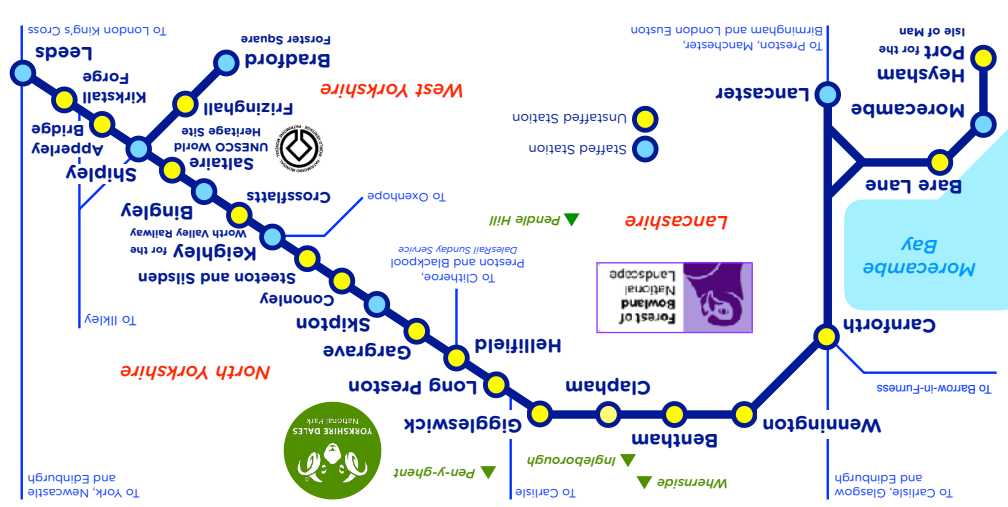 To Carlisle, Glasgow
and Edinburgh
Whernside
Ingleborough
To Carlisle
Pen-y-ghent
To York, Newcastle
and Edinburgh
Wennington
Bentham
Clapham
Giggleswick
YORKSHIRE DALES
National Park
To Barrow-in-Furness
Long Preston
North Yorkshire
Carnforth
Hellifield
Gargrave
Skipton
Forest of
Bowland
National
Landscape
Cononley
Steeton and Silsden
To Ilkley
Morecambe
Bay
To Clitheroe,
Preston and Blackpool
DalesRail Sunday Service
Keighley for the
Worth Valley Railway
Lancashire
Pendle Hill
To Oxenhope
Crossflatts
Bingley
Bare Lane
Saltaire
UNESCO World
Heritage Site
Shipley
Staffed Station
Unstaffed Station
Apperley
Bridge
Morecambe
Lancaster
Frizinghall
Kirkstall
Forge
Heysham
Port for the
Isle of Man
West Yorkshire
Bradford
Forster Square
Leeds
To Preston, Manchester,
Birmingham and London Euston
To London King's Cross